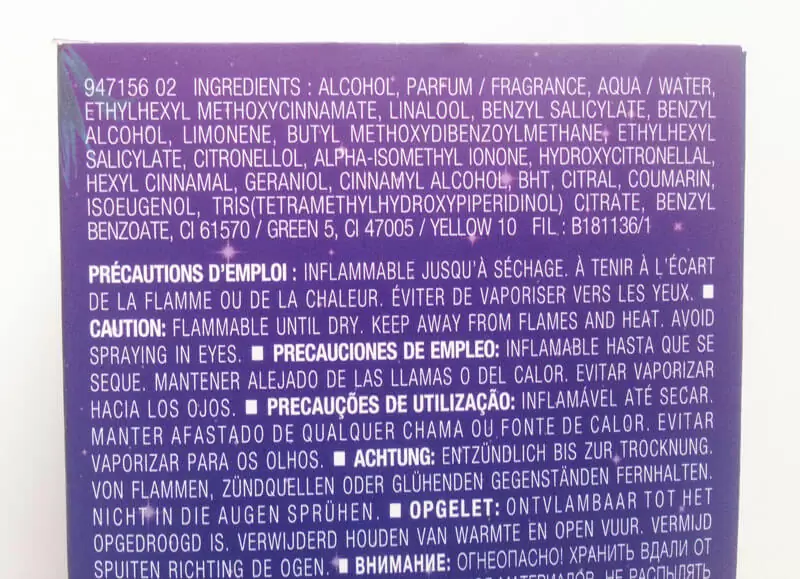 947156 02 INGREDIENTS : ALCOHOL, PARFUM / FRAGRANCE, AQUA / WATER,
ETHYLHEXYL METHOXYCINNAMATE, LINALOOL, BENZYL SALICYLATE, BENZYL
ALCOHOL, LIMONENE, BUTYL METHOXYDIBENZOYLMETHANE, ETHYLHEXYL
SALICYLATE, CITRONELLOL, ALPHA-ISOMETHYL IONONE, HYDROXYCITRONELLAL,
HEXYL CINNAMAL, GERANIOL, CINNAMYL ALCOHOL, BHT, CITRAL, COUMARIN,
ISOEUGENOL, TRIS(TETRAMETHYLHYDROXYPIPERIDINOL) CITRATE, BENZYL
BENZOATE, CI 61570 / GREEN 5, CI 47005 / YELLOW 10 FIL : B181136/1
PRÉCAUTIONS D'EMPLOI : INFLAMMABLE JUSQU'À SÉCHAGE. À TENIR À L'ÉCART
DE LA FLAMME OU DE LA CHALEUR. ÉVITER DE VAPORISER VERS LES YEUX. ■
CAUTION: FLAMMABLE UNTIL DRY. KEEP AWAY FROM FLAMES AND HEAT. AVOID
SPRAYING IN EYES. ■ PRECAUCIONES DE EMPLEO: INFLAMABLE HASTA QUE SE
SEQUE. MANTENER ALEJADO DE LAS LLAMAS O DEL CALOR. EVITAR VAPORIZAR
HACIA LOS OJOS. ■ PRECAUÇÕES DE UTILIZAÇÃO: INFLAMÁVEL ATÉ SECAR.
MANTER AFASTADO DE QUALQUER CHAMA OU FONTE DE CALOR. EVITAR
VAPORIZAR PARA OS OLHOS. ■ ACHTUNG: ENTZÜNDLICH BIS ZUR TROCKNUNG.
VON FLAMMEN, ZÜNDQUELLEN ODER GLÜHENDEN GEGENSTÄNDEN FERNHALTEN.
NICHT IN DIE AUGEN SPRÜHEN. ■ OPGELET: ONTVLAMBAAR TOT HET
OPGEDROOGD IS. VERWIJDERD HOUDEN VAN WARMTE EN OPEN VUUR. VERMIJD
SPUITEN RICHTING DE OGEN. ■ ВНИМАНИЕ: ОГНЕОПАСНО! ХРАНИТЬ ВДАЛИ ОТ
НЕ РАСПЫЛЯТЬ